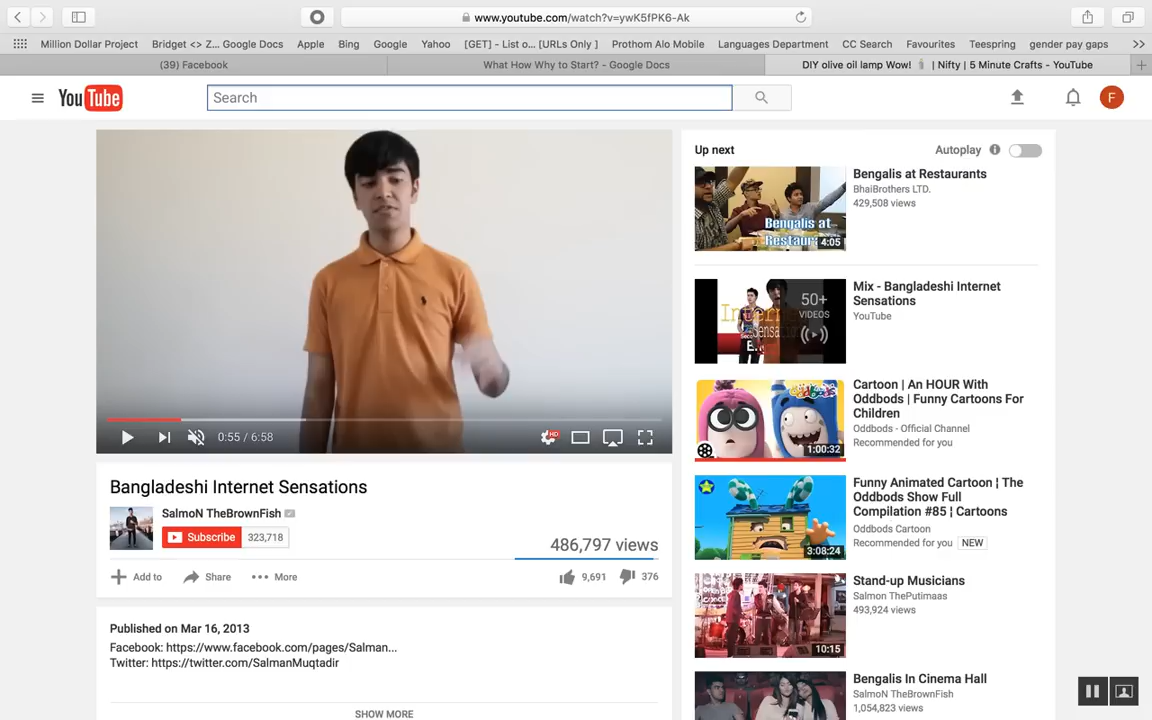 www.youtube.com/watch?v=ywK5fPK6-Ak
Million Dollar Project
Bridget <> Z... Google Docs
Apple
Bing
Google
Yahoo
[GET] - List o... [URLs Only ]
Prothom Alo Mobile
Languages Department
CC Search
Favourites
Teespring
gender pay gaps
(39) Facebook
What How Why to Start? - Google Docs
DIY olive oil lamp Wow! | Nifty | 5 Minute Crafts - YouTube
YouTube
Search
F
0:55 / 6:58
HD
Bangladeshi Internet Sensations
SalmoN TheBrownFish
Subscribe 323,718
486,797 views
Add to
Share
More
9,691
376
Published on Mar 16, 2013
Facebook: https://www.facebook.com/pages/Salman...
Twitter: https://twitter.com/SalmanMuqtadir
SHOW MORE
Up next
Autoplay
Bengalis at
4:05
Bengalis at Restaurants
BhaiBrothers LTD.
429,508 views
50+
VIDEOS
Mix - Bangladeshi Internet
Sensations
YouTube
Oddbods
1:00:32
Cartoon | An HOUR With
Oddbods | Funny Cartoons For
Children
Oddbods - Official Channel
Recommended for you
3:08:24
Funny Animated Cartoon ¦ The
Oddbods Show Full
Compilation #85 ¦ Cartoons
Oddbods Cartoon
Recommended for you NEW
10:15
Stand-up Musicians
Salmon ThePutimaas
493,924 views
Bengalis In Cinema Hall
SalmoN TheBrownFish
1,054,823 views